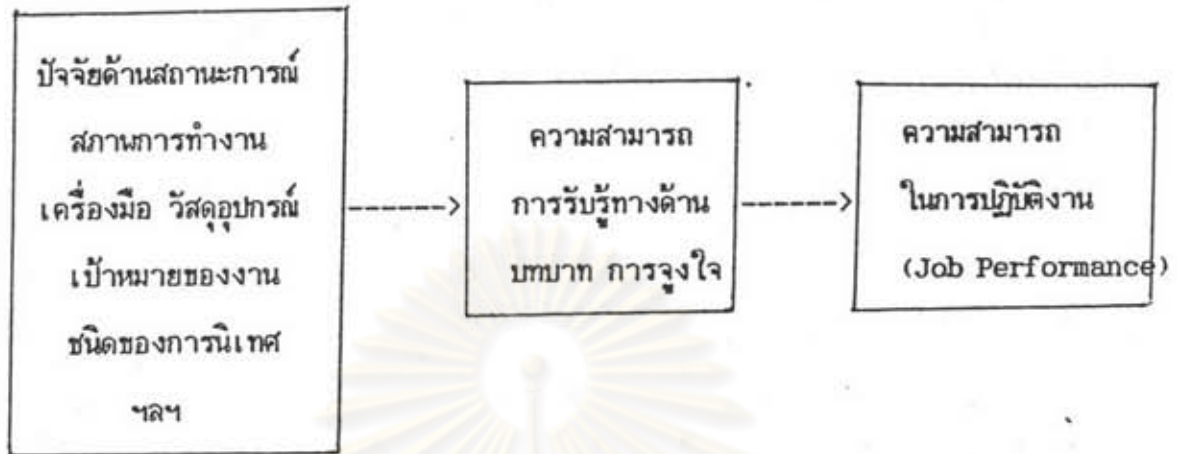 ปัจจัยด้านสถานะการณ์
สภาพการทำงาน
เครื่องมือ วัสดุอุปกรณ์
เป้าหมายของงาน
ชนิดของการนิเทศ
ฯลฯ
ความสามารถ
การรับรู้ทางด้าน
บทบาท การจูงใจ
ความสามารถ
ในการปฏิบัติงาน
(Job Performance)